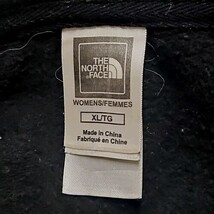 THE
NORTH
FACE
WOMENS/FEMMES
XL/TG
Made in China
Fabriqué en Chine